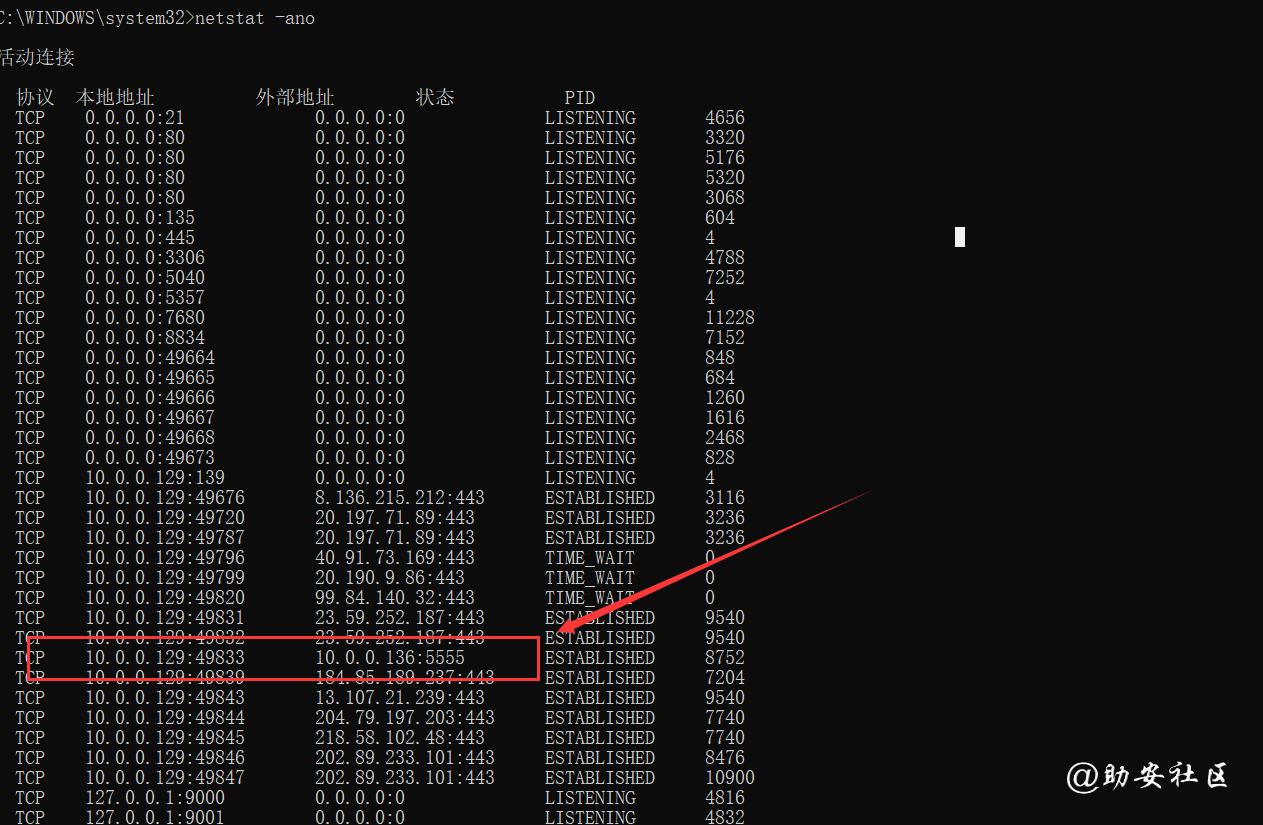 C:\WINDOWS\system32>netstat -ano
活动连接
协议 本地地址 外部地址 状态 PID
TCP 0.0.0.0:21 0.0.0.0:0 LISTENING 4656
TCP 0.0.0.0:80 0.0.0.0:0 LISTENING 3320
TCP 0.0.0.0:80 0.0.0.0:0 LISTENING 5176
TCP 0.0.0.0:80 0.0.0.0:0 LISTENING 5320
TCP 0.0.0.0:80 0.0.0.0:0 LISTENING 3068
TCP 0.0.0.0:135 0.0.0.0:0 LISTENING 604
TCP 0.0.0.0:445 0.0.0.0:0 LISTENING 4
TCP 0.0.0.0:3306 0.0.0.0:0 LISTENING 4788
TCP 0.0.0.0:5040 0.0.0.0:0 LISTENING 7252
TCP 0.0.0.0:5357 0.0.0.0:0 LISTENING 4
TCP 0.0.0.0:7680 0.0.0.0:0 LISTENING 11228
TCP 0.0.0.0:8834 0.0.0.0:0 LISTENING 7152
TCP 0.0.0.0:49664 0.0.0.0:0 LISTENING 848
TCP 0.0.0.0:49665 0.0.0.0:0 LISTENING 684
TCP 0.0.0.0:49666 0.0.0.0:0 LISTENING 1260
TCP 0.0.0.0:49667 0.0.0.0:0 LISTENING 1616
TCP 0.0.0.0:49668 0.0.0.0:0 LISTENING 2468
TCP 0.0.0.0:49673 0.0.0.0:0 LISTENING 828
TCP 10.0.0.129:139 0.0.0.0:0 LISTENING 4
TCP 10.0.0.129:49676 8.136.215.212:443 ESTABLISHED 3116
TCP 10.0.0.129:49720 20.197.71.89:443 ESTABLISHED 3236
TCP 10.0.0.129:49787 20.197.71.89:443 ESTABLISHED 3236
TCP 10.0.0.129:49796 40.91.73.169:443 TIME_WAIT 0
TCP 10.0.0.129:49799 20.190.9.86:443 TIME_WAIT 0
TCP 10.0.0.129:49820 99.84.140.32:443 TIME_WAIT 0
TCP 10.0.0.129:49831 23.59.252.187:443 ESTABLISHED 9540
TCP 10.0.0.129:49832 23.59.252.187:443 ESTABLISHED 9540
TCP 10.0.0.129:49833 10.0.0.136:5555 ESTABLISHED 8752
TCP 10.0.0.129:49839 184.85.189.237:443 ESTABLISHED 7204
TCP 10.0.0.129:49843 13.107.21.239:443 ESTABLISHED 9540
TCP 10.0.0.129:49844 204.79.197.203:443 ESTABLISHED 7740
TCP 10.0.0.129:49845 218.58.102.48:443 ESTABLISHED 7740
TCP 10.0.0.129:49846 202.89.233.101:443 ESTABLISHED 8476
TCP 10.0.0.129:49847 202.89.233.101:443 ESTABLISHED 10900
TCP 127.0.0.1:9000 0.0.0.0:0 LISTENING 4816
TCP 127.0.0.1:9001 0.0.0.0:0 LISTENING 4832
@助安社区